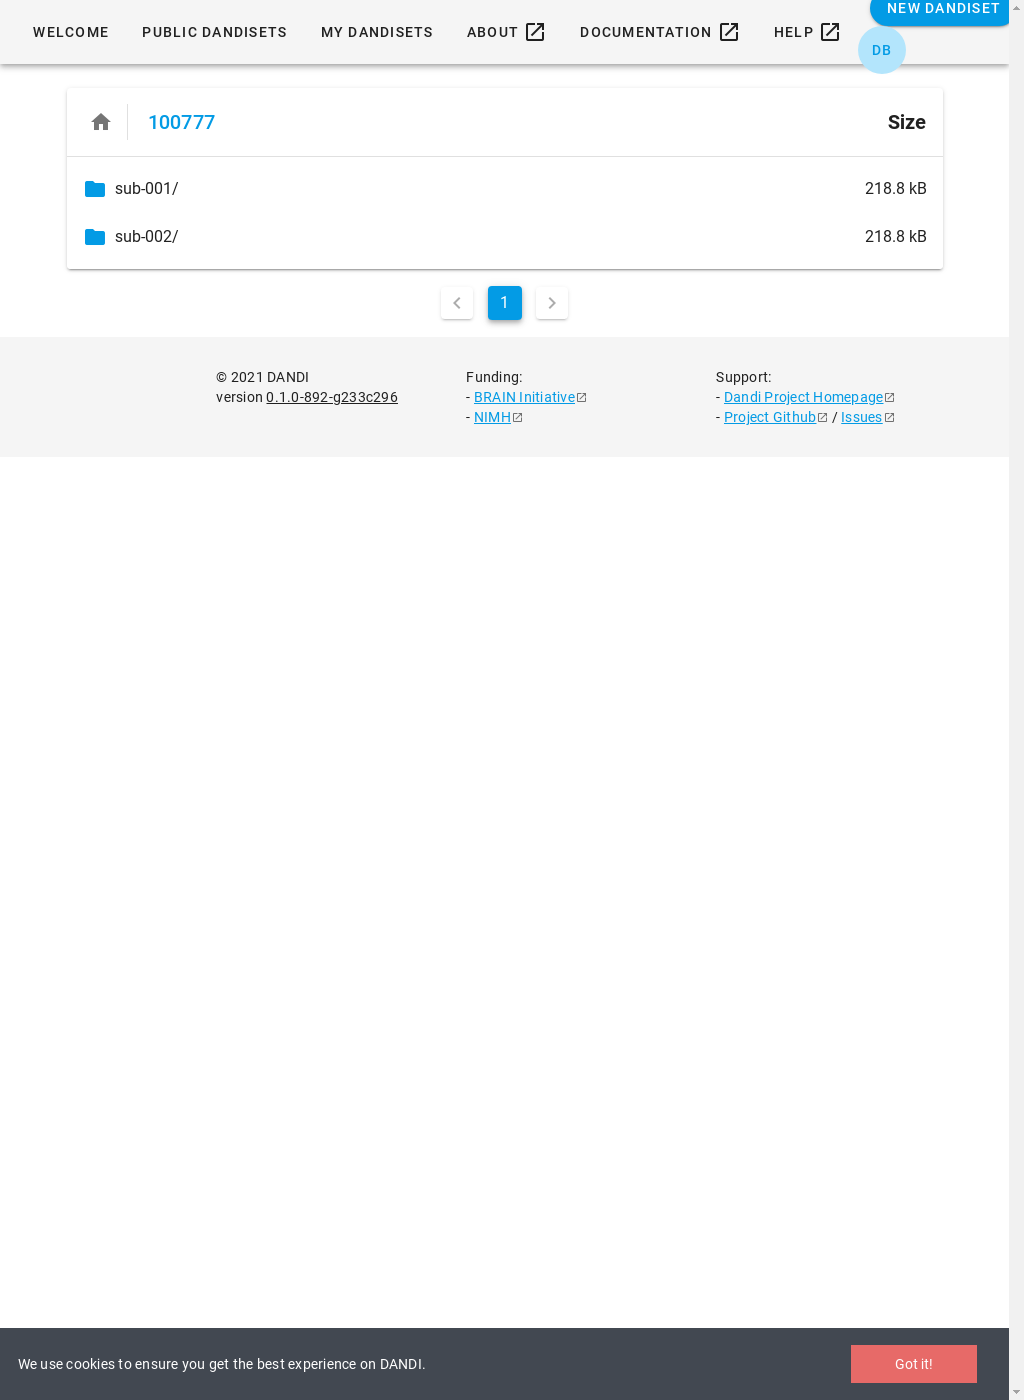 NEW DANDISET
WELCOME PUBLIC DANDISETS MY DANDISETS ABOUT DOCUMENTATION HELP
DB
100777 Size
sub-001/ 218.8 kB
sub-002/ 218.8 kB
1
© 2021 DANDI Funding: Support:
version 0.1.0-892-g233c296 - BRAIN Initiative - Dandi Project Homepage
- NIMH - Project Github / Issues
We use cookies to ensure you get the best experience on DANDI. Got it!